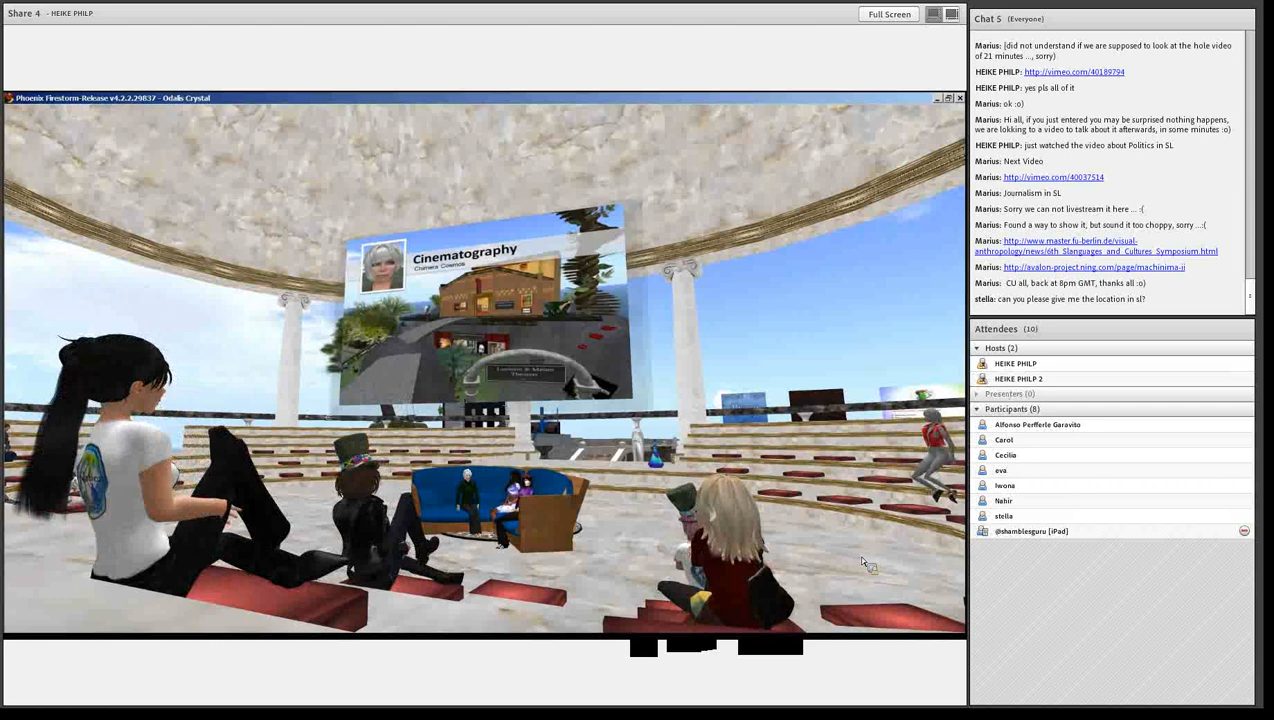 Share 4 - HEIKE PHILP
Full Screen
Phoenix Firestorm-Release v4.2.2.29837 - Odalis Crystal
Cinematography
Chimera Cosmos
Chat 5 (Everyone)
Marius: [did not understand if we are supposed to look at the hole video
of 21 minutes ..., sorry)
HEIKE PHILP: http://vimeo.com/40189794
HEIKE PHILP: yes pls all of it
Marius: ok :o)
Marius: Hi all, if you just entered you may be surprised nothing happens,
we are lokking to a video to talk about it afterwards, in some minutes :o)
HEIKE PHILP: just watched the video about Politics in SL
Marius: Next Video
Marius: http://vimeo.com/40037514
Marius: Journalism in SL
Marius: Sorry we can not livestream it here ... :(
Marius: Found a way to show it, but sound it too choppy, sorry ...:(
Marius: http://www.master.fu-berlin.de/visual-
anthropology/news/6th_Slanguages_and_Cultures_Symposium.html
Marius: http://avalon-project.ning.com/page/machinima-ii
Marius: CU all, back at 8pm GMT, thanks all :o)
stella: can you please give me the location in sl?
Attendees (10)
Hosts (2)
HEIKE PHILP
HEIKE PHILP 2
Presenters (0)
Participants (8)
Alfonso Perfferle Garavito
Carol
Cecilia
eva
Iwona
Nahir
stella
@shamblesguru [iPad]